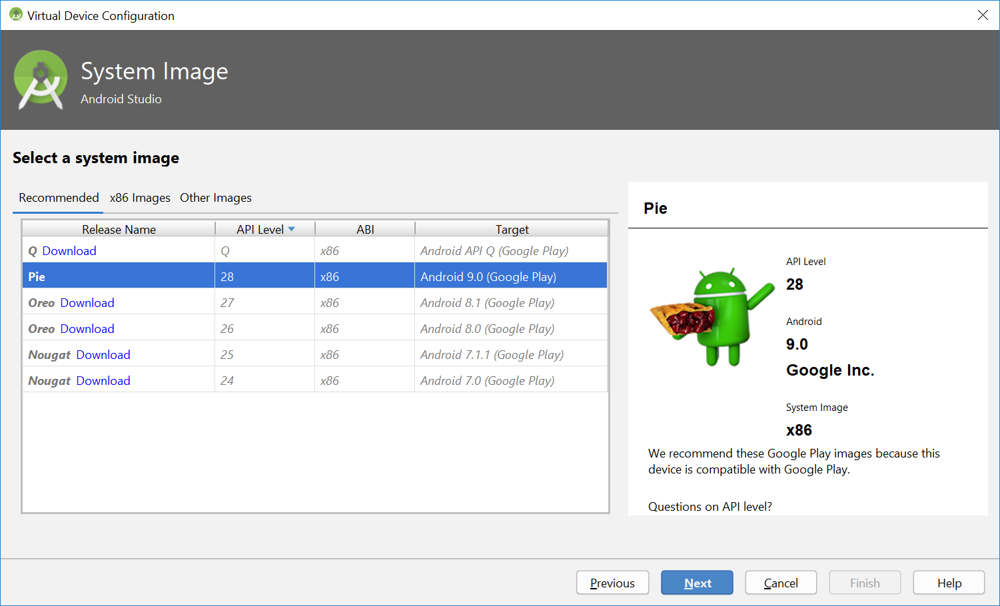 Virtual Device Configuration
System Image
Android Studio
Select a system image
Recommended x86 Images Other Images
Release Name API Level ABI Target
Q Download Q x86 Android API Q (Google Play)
Pie 28 x86 Android 9.0 (Google Play)
Oreo Download 27 x86 Android 8.1 (Google Play)
Oreo Download 26 x86 Android 8.0 (Google Play)
Nougat Download 25 x86 Android 7.1.1 (Google Play)
Nougat Download 24 x86 Android 7.0 (Google Play)
Pie
API Level
28
Android
9.0
Google Inc.
System Image
x86
We recommend these Google Play images because this
device is compatible with Google Play.
Questions on API level?
Previous Next Cancel Finish Help